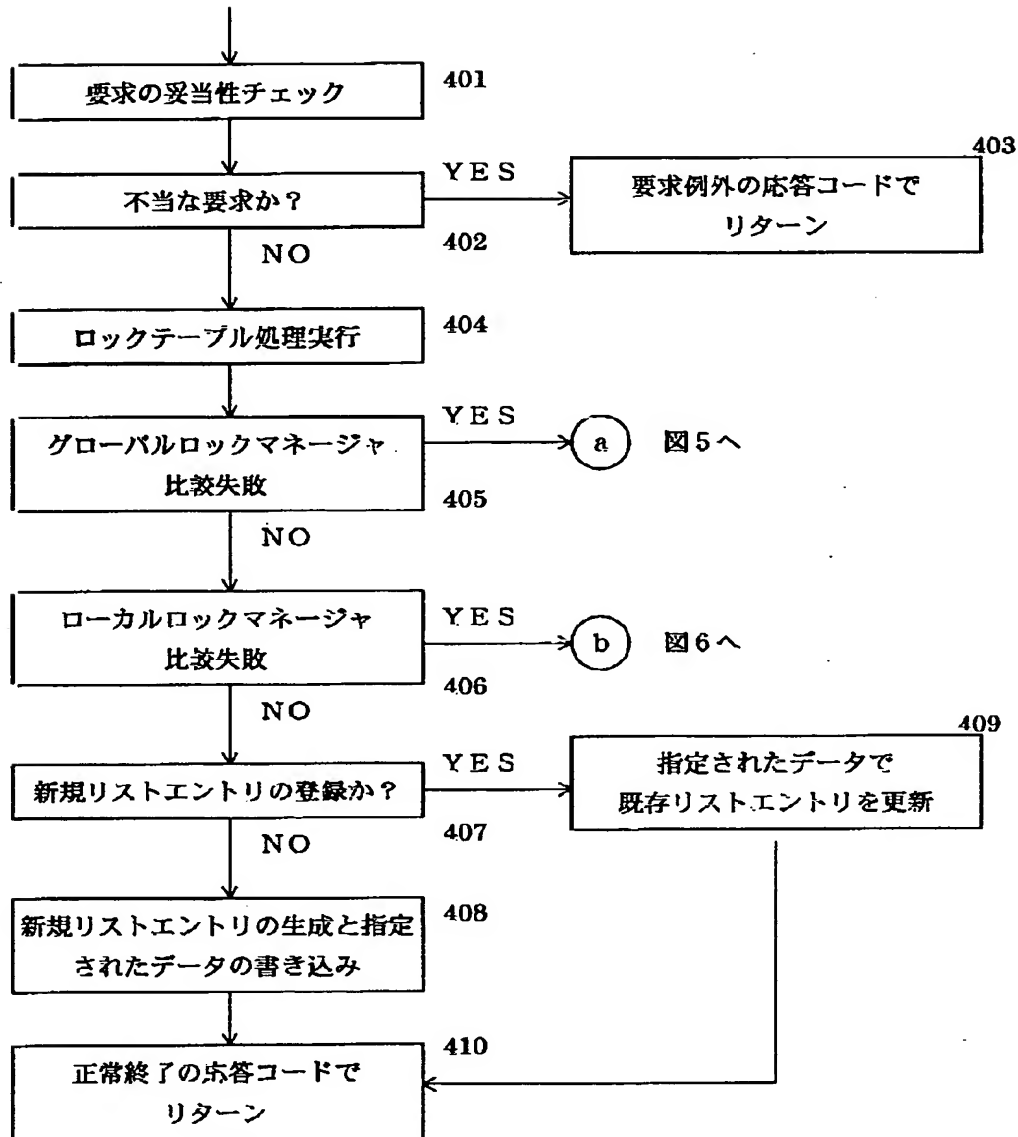 要求の妥当性チェック
401
不当な要求か？
YES
402
NO
403
要求例外の応答コードで
リターン
ロックテーブル処理実行
404
グローバルロックマネージャ
比較失敗
YES
405
NO
a
図5へ
ローカルロックマネージャ
比較失敗
YES
406
NO
b
図6へ
新規リストエントリの登録か？
YES
407
NO
409
指定されたデータで
既存リストエントリを更新
新規リストエントリの生成と指定
されたデータの書き込み
408
正常終了の応答コードで
リターン
410